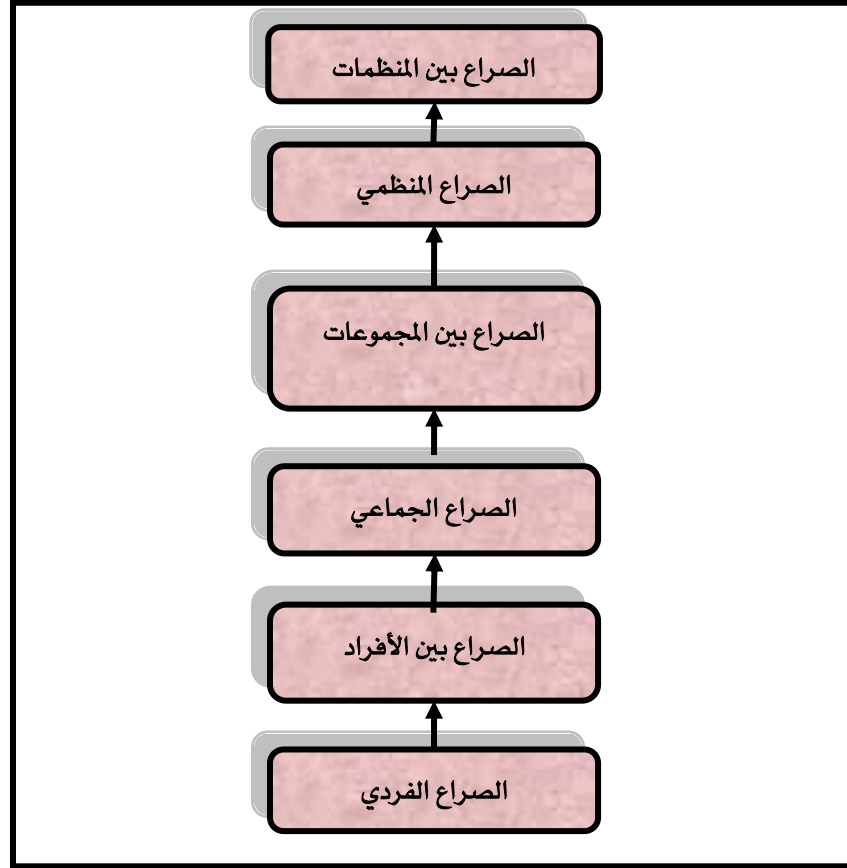 الصراع بين المنظمات
الصراع المنظمي
الصراع بين المجموعات
الصراع الجماعي
الصراع بين الأفراد
الصراع الفردي